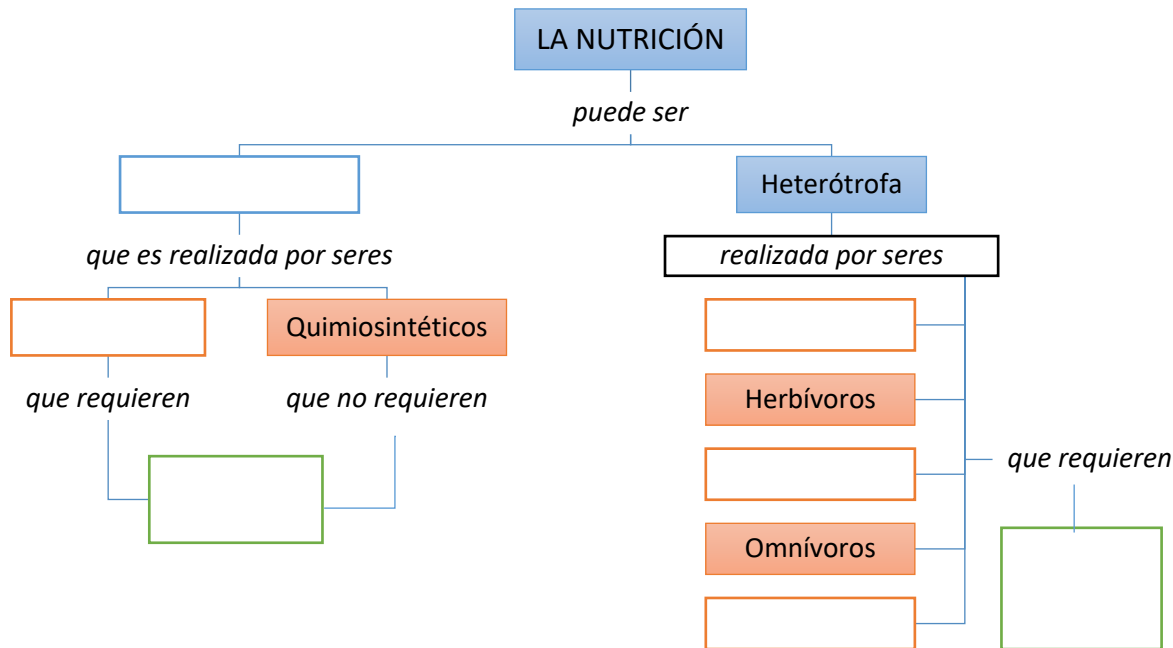 LA NUTRICIÓN
puede ser
Heterótrofa
que es realizada por seres
realizada por seres
Quimiosintéticos
que requieren
que no requieren
Herbívoros
que requieren
Omnívoros